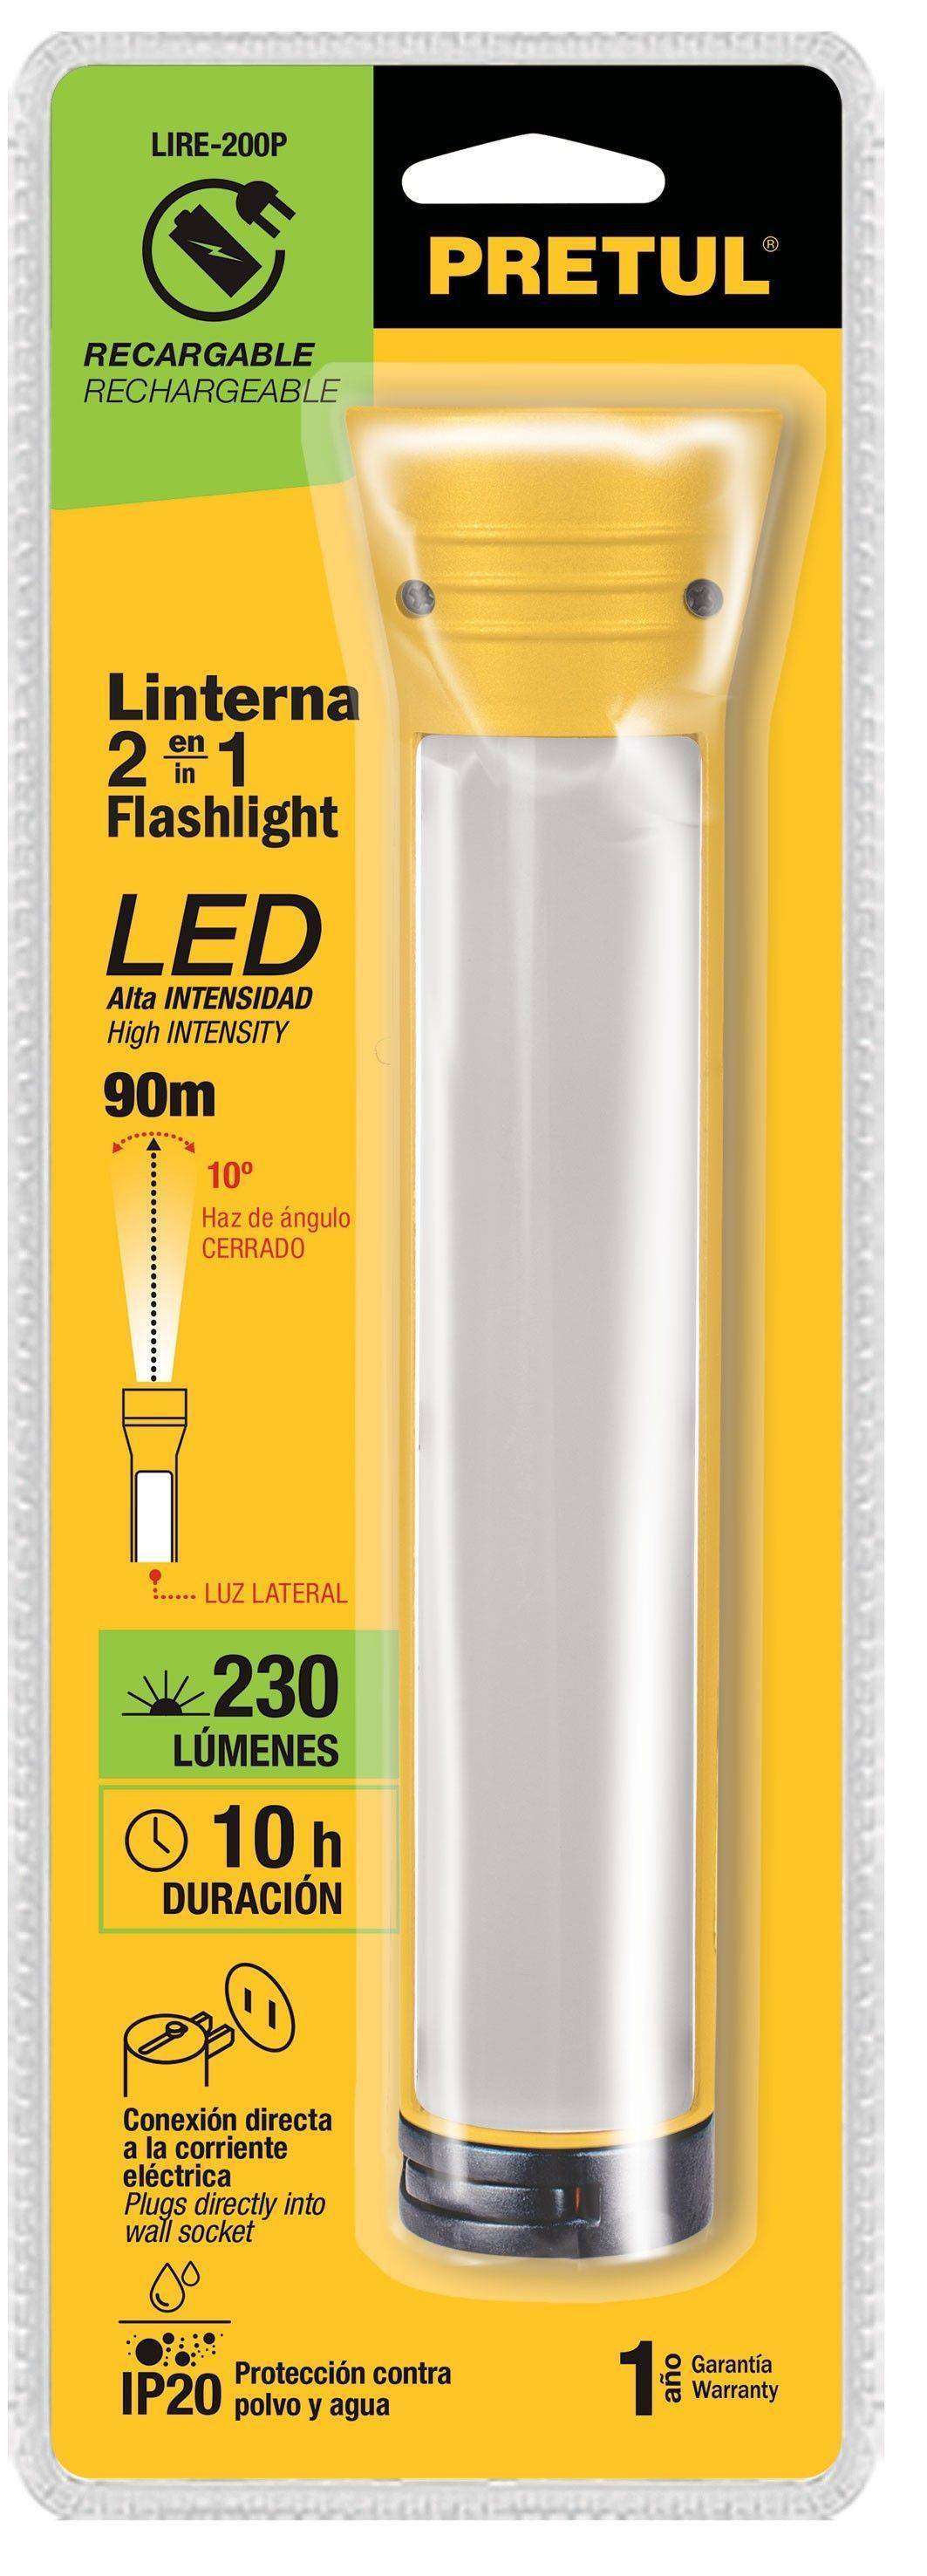 LIRE-200P
PRETUL®
RECARGABLE
RECHARGEABLE
Linterna
2 en in 1
Flashlight
LED
Alta INTENSIDAD
High INTENSITY
90m
10º
Haz de ángulo
CERRADO
LUZ LATERAL
230
LÚMENES
10 h
DURACIÓN
Conexión directa
a la corriente
eléctrica
Plugs directly into
wall socket
IP20
Protección contra
polvo y agua
1 año
Garantía
Warranty